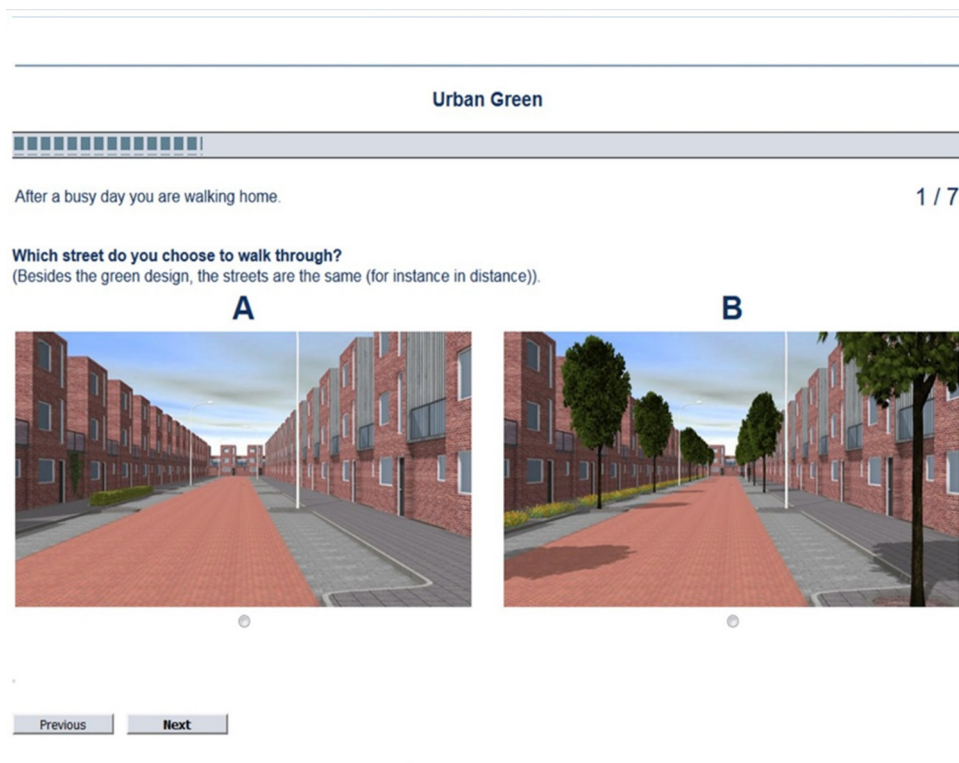 Urban Green
After a busy day you are walking home.
1 / 7
Which street do you choose to walk through?
(Besides the green design, the streets are the same (for instance in distance)).
A
B
Previous
Next